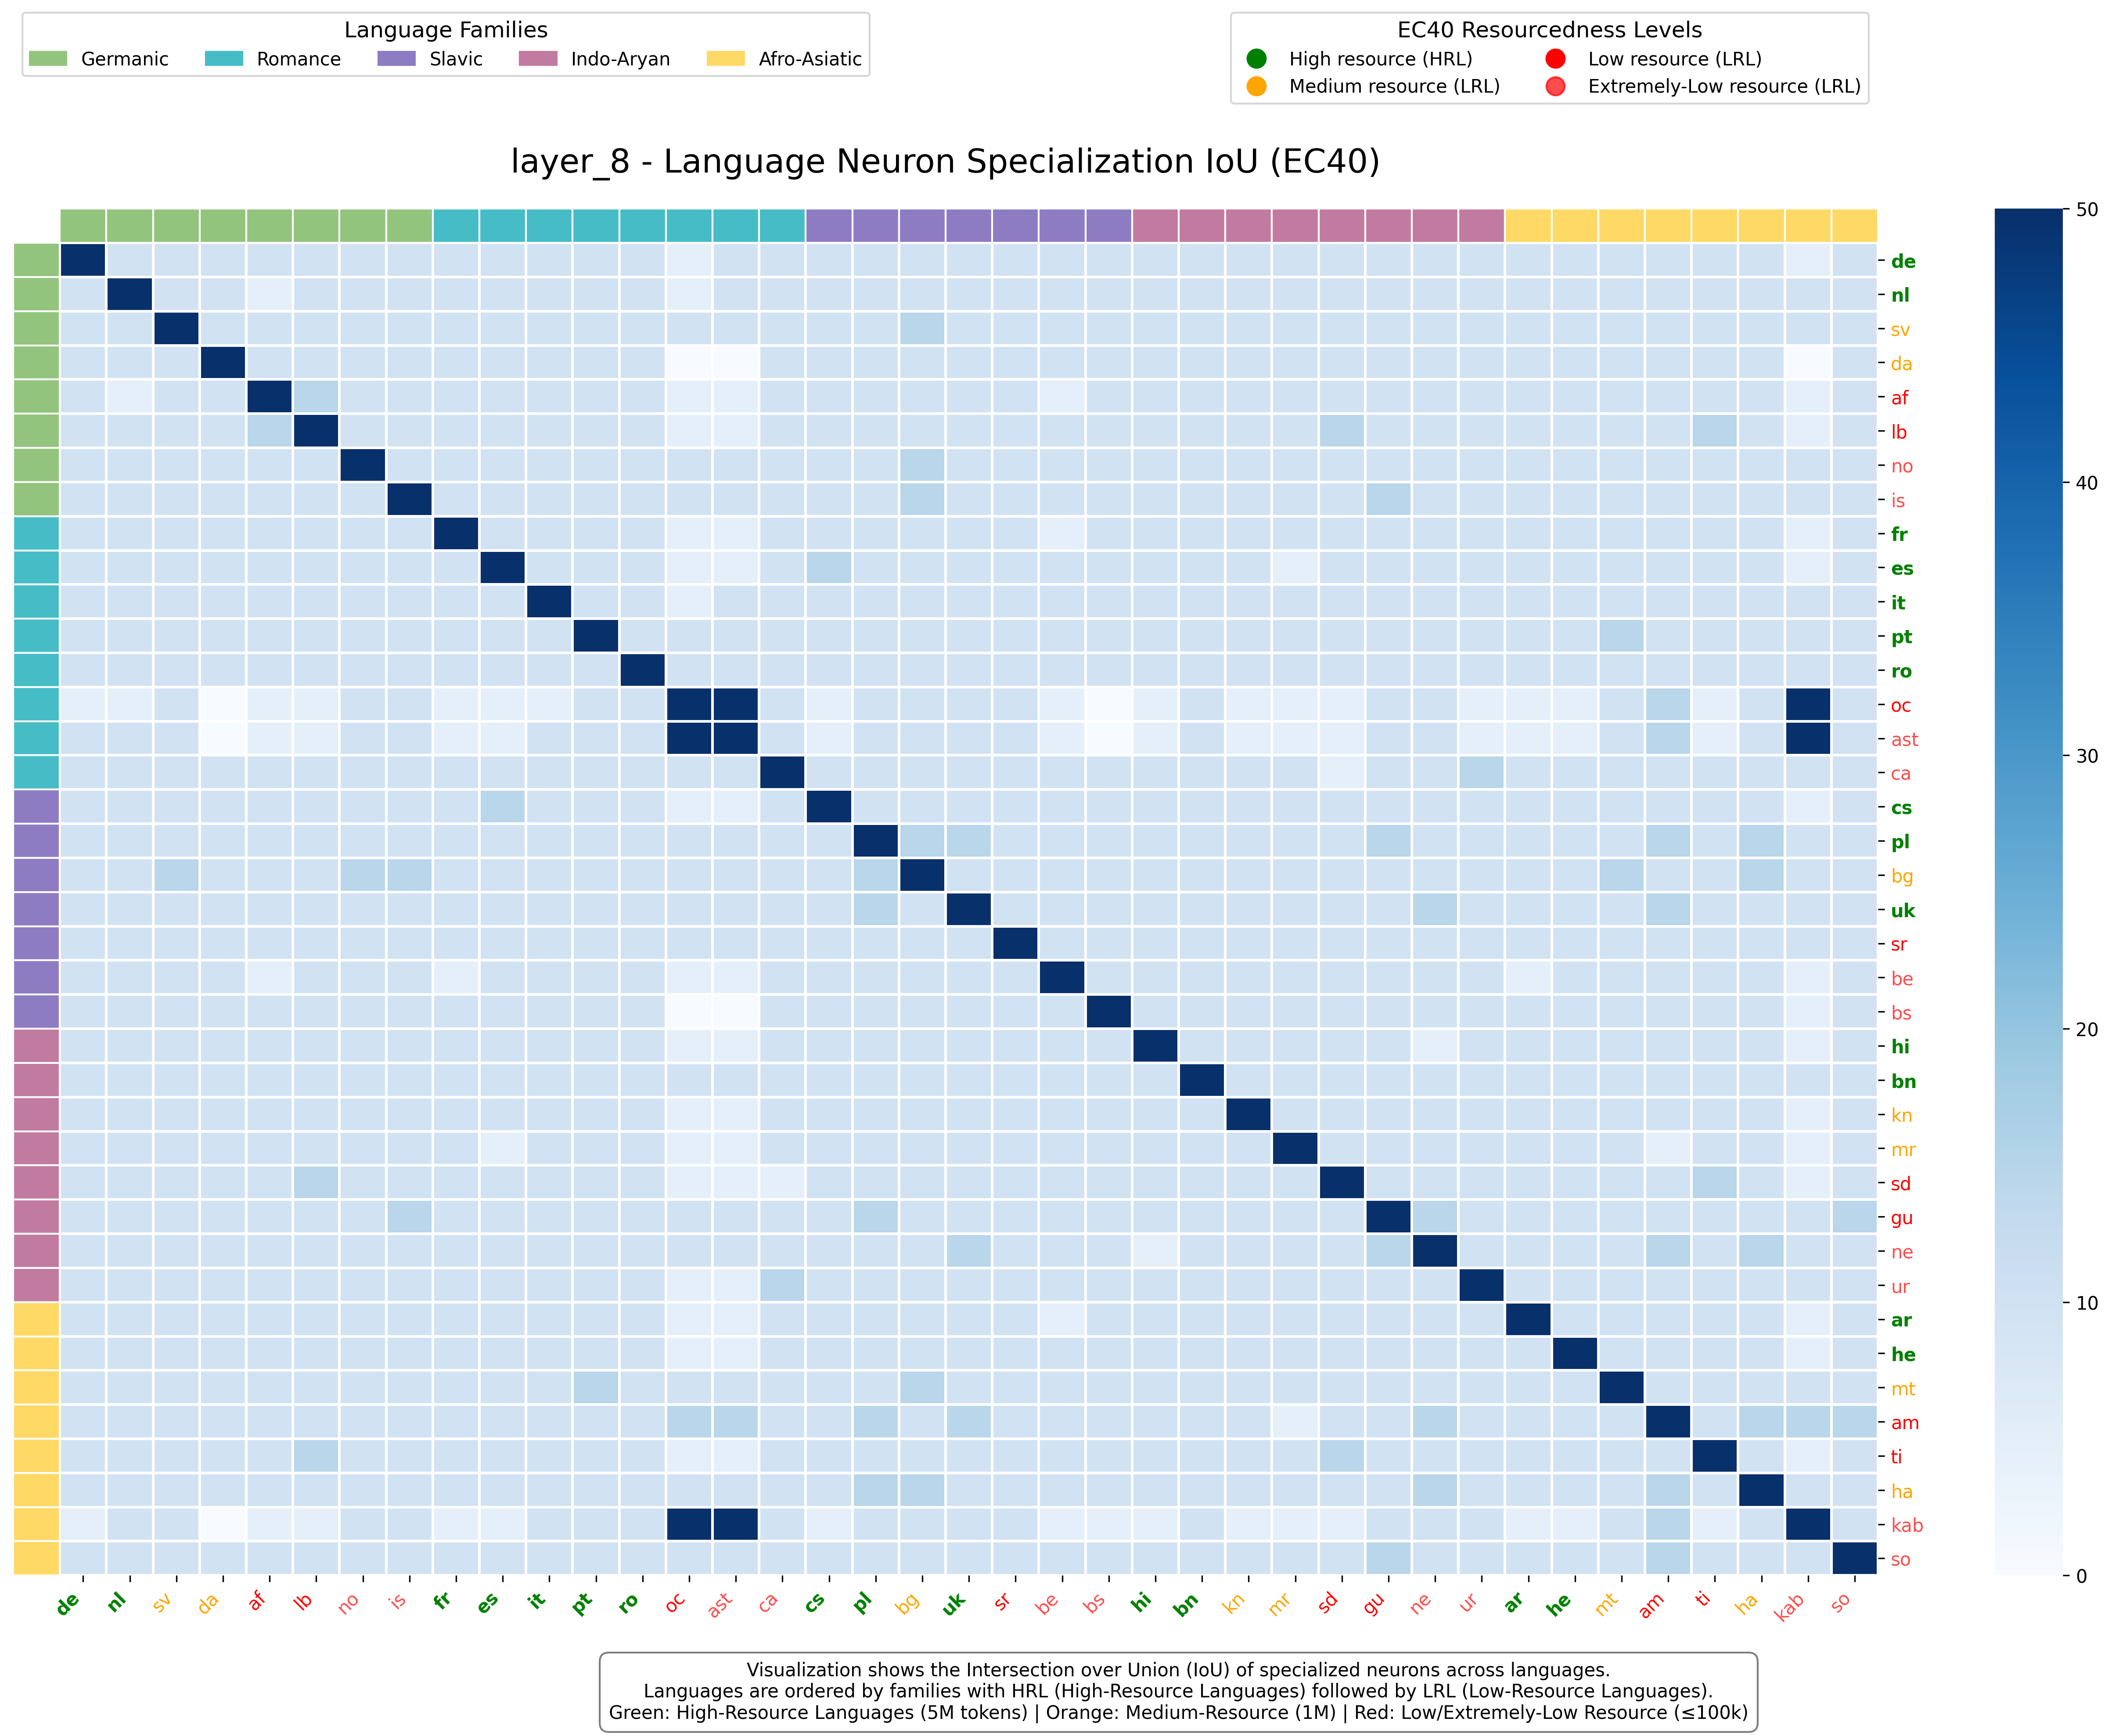 Language Families
Germanic Romance Slavic Indo-Aryan Afro-Asiatic
EC40 Resourcedness Levels
High resource (HRL) Low resource (LRL)
Medium resource (LRL) Extremely-Low resource (LRL)
layer_8 - Language Neuron Specialization IoU (EC40)
de
nl
sv
da
af
lb
no
is
fr
es
it
pt
ro
oc
ast
ca
cs
pl
bg
uk
sr
be
bs
hi
bn
kn
mr
sd
gu
ne
ur
ar
he
mt
am
ti
ha
kab
so
50
40
30
20
10
0
de nl sv da af lb no is fr es it pt ro oc ast ca cs pl bg uk sr be bs hi bn kn mr sd gu ne ur ar he mt am ti ha kab so
Visualization shows the Intersection over Union (IoU) of specialized neurons across languages.
Languages are ordered by families with HRL (High-Resource Languages) followed by LRL (Low-Resource Languages).
Green: High-Resource Languages (5M tokens) | Orange: Medium-Resource (1M) | Red: Low/Extremely-Low Resource (≤100k)